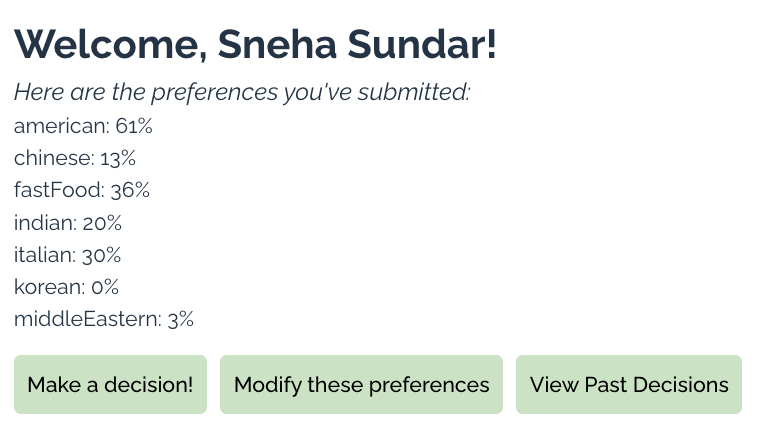 Welcome, Sneha Sundar!
Here are the preferences you've submitted:
american: 61%
chinese: 13%
fastFood: 36%
indian: 20%
italian: 30%
korean: 0%
middleEastern: 3%
Make a decision! Modify these preferences View Past Decisions